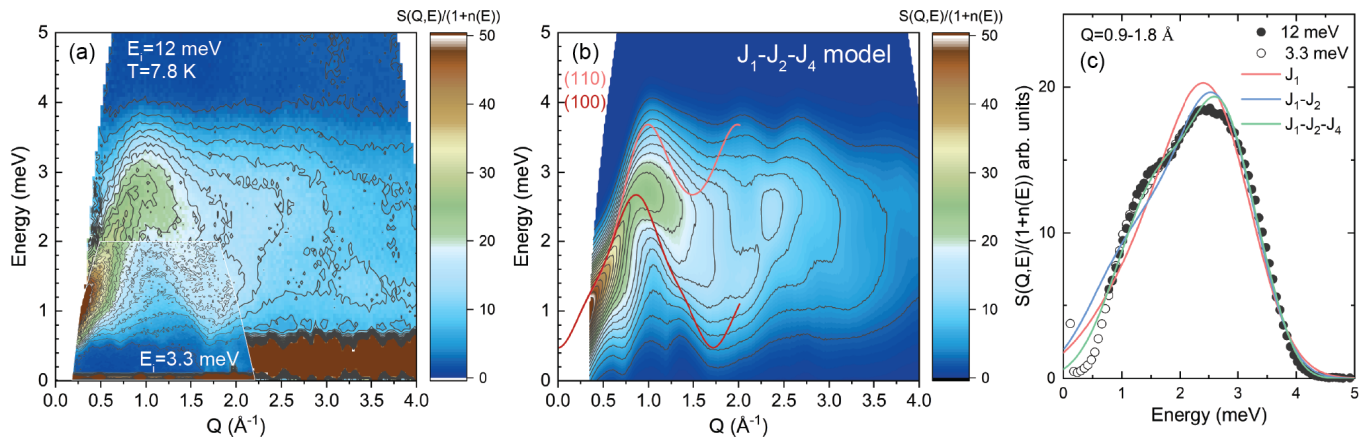 S(Q,E)/(1+n(E))
(a)
E_i=12 meV
T=7.8 K
E_i=3.3 meV
5
4
3
2
1
0
Energy (meV)
0.0 0.5 1.0 1.5 2.0 2.5 3.0 3.5 4.0
Q (Å⁻¹)
50
40
30
20
10
0
S(Q,E)/(1+n(E))
(b)
J₁-J₂-J₄ model
(110)
(100)
5
4
3
2
1
0
Energy (meV)
0.0 0.5 1.0 1.5 2.0 2.5 3.0 3.5 4.0
Q (Å⁻¹)
50
40
30
20
10
0
Q=0.9-1.8 Å
(c)
12 meV
3.3 meV
J₁
J₁-J₂
J₁-J₂-J₄
20
10
0
S(Q,E)/(1+n(E)) arb. units)
0 1 2 3 4 5
Energy (meV)